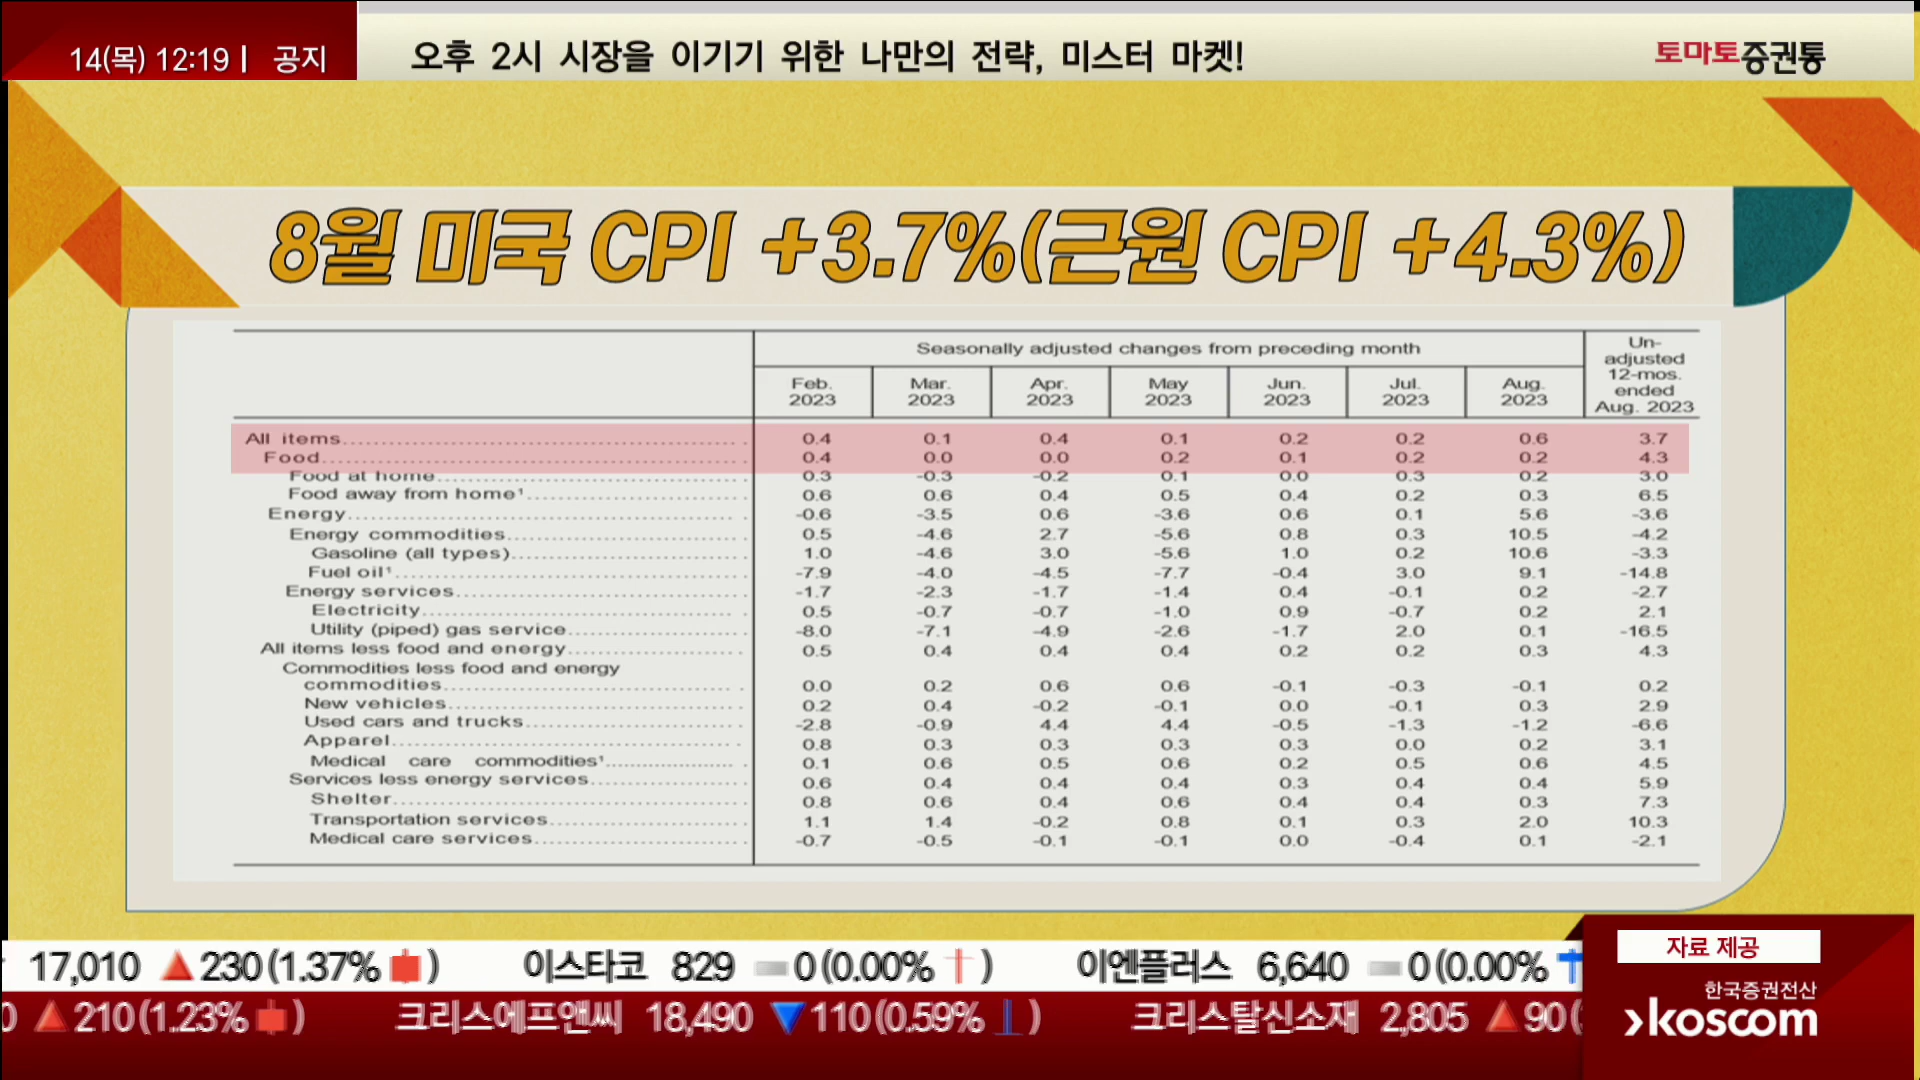 14(목) 12:19 | 공지
오후 2시 시장을 이기기 위한 나만의 전략, 미스터 마켓!
토마토증권통
8월 미국 CPI +3.7%(근원 CPI +4.3%)
Seasonally adjusted changes from preceding month
Un-
adjusted
12-mos.
ended
Aug. 2023
Feb. 2023 Mar. 2023 Apr. 2023 May 2023 Jun. 2023 Jul. 2023 Aug. 2023
All items 0.4 0.1 0.4 0.1 0.2 0.2 0.6 3.7
Food 0.4 0.0 0.0 0.2 0.1 0.2 0.2 4.3
Food at home 0.3 -0.3 -0.2 0.1 0.0 0.3 0.2 3.0
Food away from home¹ 0.6 0.6 0.4 0.5 0.4 0.2 0.3 6.5
Energy -0.6 -3.5 0.6 -3.6 0.6 0.1 5.6 -3.6
Energy commodities 0.5 -4.6 2.7 -5.6 0.8 0.3 10.5 -4.2
Gasoline (all types) 1.0 -4.6 3.0 -5.6 1.0 0.2 10.6 -3.3
Fuel oil¹ -7.9 -4.0 -4.5 -7.7 -0.4 3.0 9.1 -14.8
Energy services -1.7 -2.3 -1.7 -1.4 0.4 -0.1 0.2 -2.7
Electricity 0.5 -0.7 -0.7 -1.0 0.9 -0.7 0.2 2.1
Utility (piped) gas service -8.0 -7.1 -4.9 -2.6 -1.7 2.0 0.1 -16.5
All items less food and energy 0.5 0.4 0.4 0.4 0.2 0.2 0.3 4.3
Commodities less food and energy
commodities 0.0 0.2 0.6 0.6 -0.1 -0.3 -0.1 0.2
New vehicles 0.2 0.4 -0.2 -0.1 0.0 -0.1 0.3 2.9
Used cars and trucks -2.8 -0.9 4.4 4.4 -0.5 -1.3 -1.2 -6.6
Apparel 0.8 0.3 0.3 0.3 0.3 0.0 0.2 3.1
Medical care commodities¹ 0.1 0.6 0.5 0.6 0.2 0.5 0.6 4.5
Services less energy services 0.6 0.4 0.4 0.4 0.3 0.4 0.4 5.9
Shelter 0.8 0.6 0.4 0.6 0.4 0.4 0.3 7.3
Transportation services 1.1 1.4 -0.2 0.8 0.1 0.3 2.0 10.3
Medical care services -0.7 -0.5 -0.1 -0.1 0.0 -0.4 0.1 -2.1
17,010 ▲230(1.37% ) 이스타코 829 0(0.00% ) 이엔플러스 6,640 0(0.00%
0 ▲210(1.23% ) 크리스에프앤씨 18,490 ▼110(0.59% ) 크리스탈신소재 2,805 ▲90(
자료 제공
한국증권전산
koscom